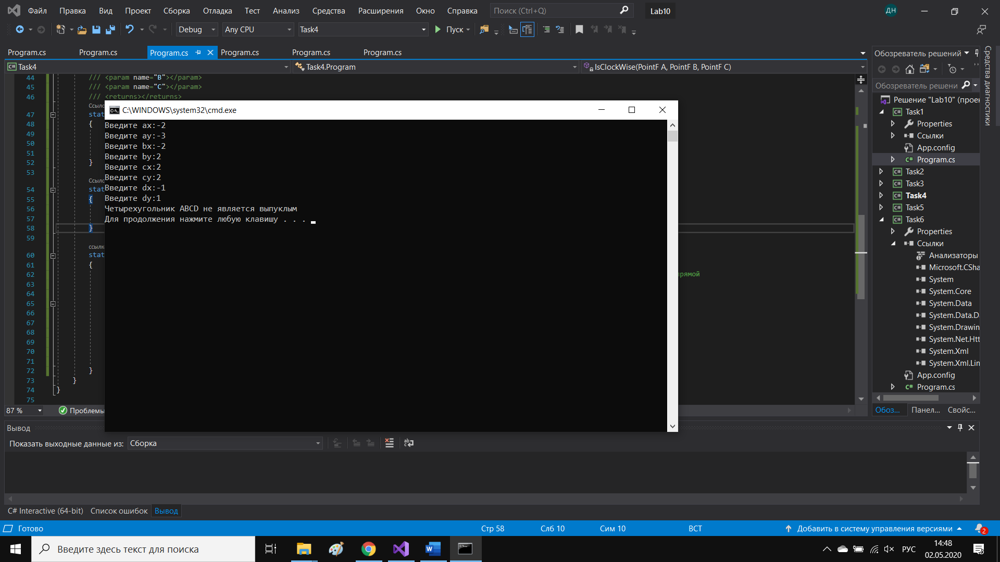 Файл Правка Вид Проект Сборка Отладка Тест Анализ Средства Расширения Окно Справка Поиск (Ctrl+Q) Lab10 ДН
Debug Any CPU Task4 Пуск
Program.cs Program.cs Program.cs Program.cs Program.cs Program.cs
Task4 Task4.Program IsClockWise(PointF A, PointF B, PointF C)
44 /// <param name="B"></param>
45 /// <param name="C"></param>
46 /// <returns></returns>
47 stat
48 {
49
50
51
52 }
53
54 stat
55 {
56
57
58 }
59
ссылк
60 stat
61 {
62 прямой
63
64
65
66
67
68
69
70
71
72 }
73 }
74 }
75
87 % Проблемы
C:\WINDOWS\system32\cmd.exe
Введите ax:-2
Введите ay:-3
Введите bx:-2
Введите by:2
Введите cx:2
Введите cy:2
Введите dx:-1
Введите dy:1
Четырехугольник ABCD не является выпуклым
Для продолжения нажмите любую клавишу . . .
Обозреватель решений
Обозреватель решени
Решение "Lab10" (проек
Task1
Properties
Ссылки
App.config
Program.cs
Task2
Task3
Task4
Task5
Task6
Properties
Ссылки
Анализаторы
Microsoft.CSha
System
System.Core
System.Data
System.Data.D
System.Drawin
System.Net.Htt
System.Xml
System.Xml.Lin
App.config
Program.cs
Обоз... Панел... Свойс...
Средства диагностики
Вывод
Показать выходные данные из: Сборка
C# Interactive (64-bit) Список ошибок Вывод
Готово Стр 58 Слб 10 Сим 10 ВСТ Добавить в систему управления версиями 2
Введите здесь текст для поиска РУС 14:48
02.05.2020